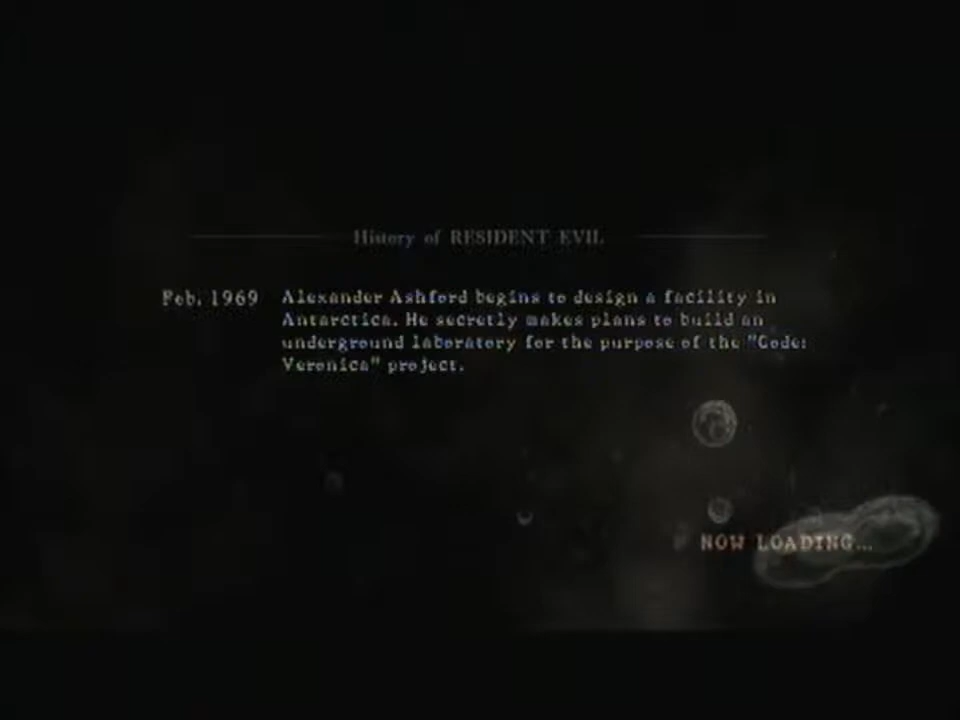 History of RESIDENT EVIL
Feb. 1969 Alexander Ashford begins to design a facility in
Antarctica. He secretly makes plans to build an
underground laboratory for the purpose of the "Code:
Veronica" project.
NOW LOADING...